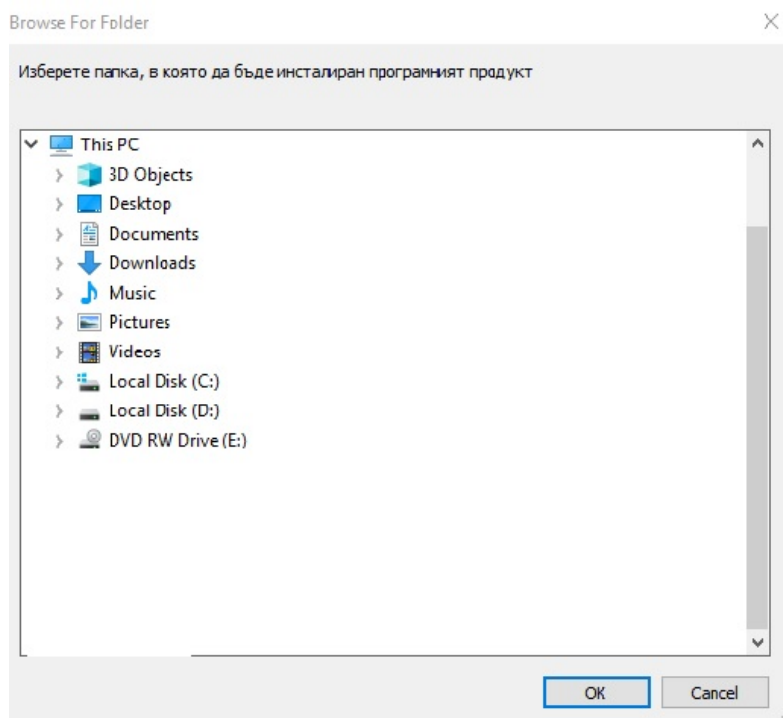 Browse For Folder
Изберете папка, в която да бъде инсталиран програмният продукт
This PC
3D Objects
Desktop
Documents
Downloads
Music
Pictures
Videos
Local Disk (C:)
Local Disk (D:)
DVD RW Drive (E:)
OK
Cancel